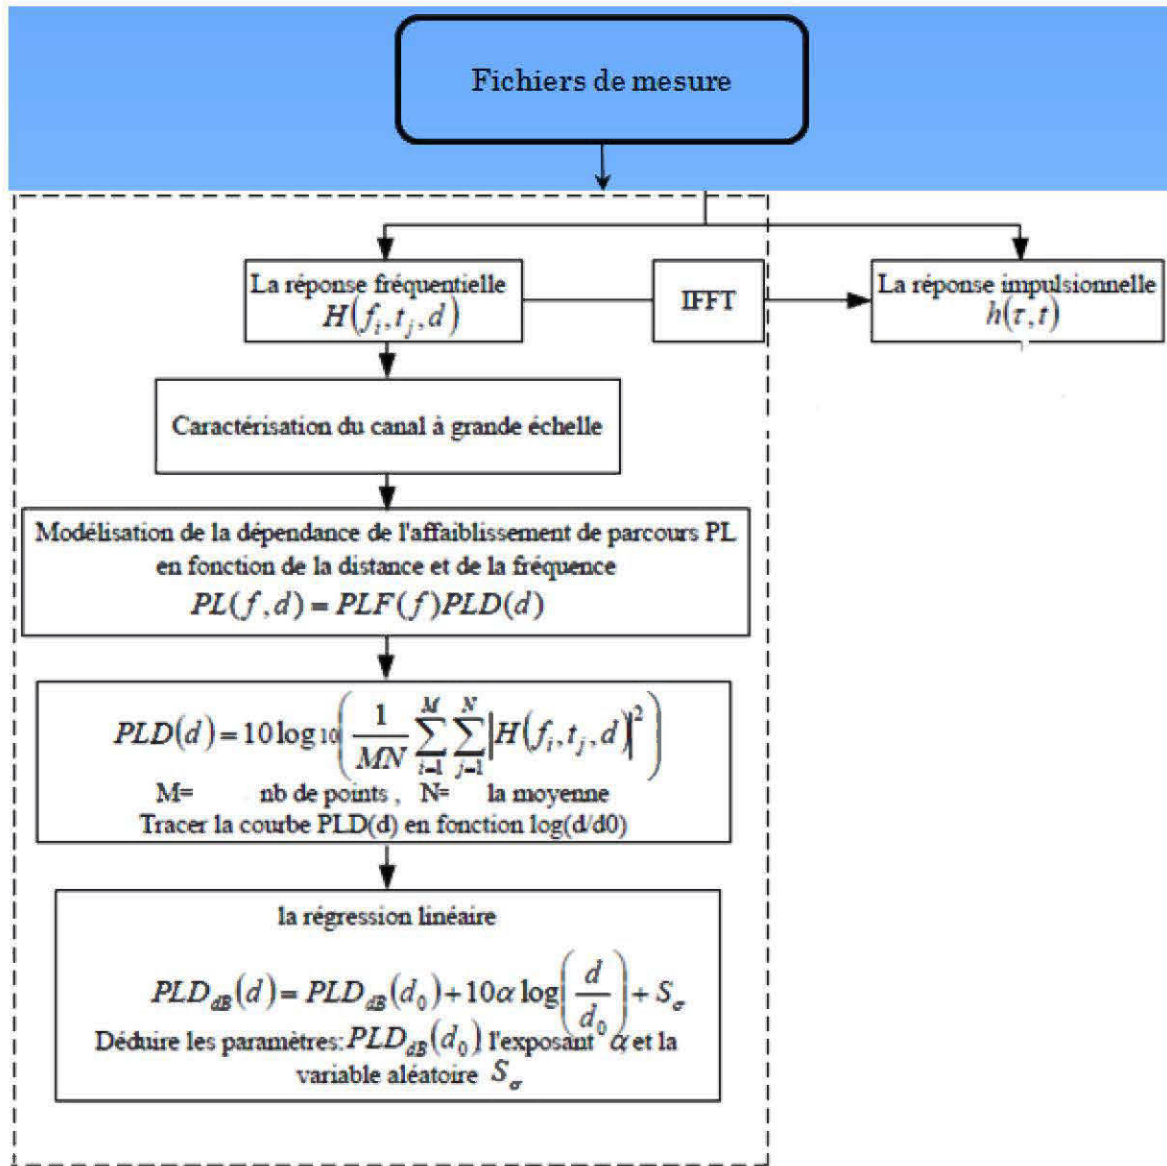 Fichiers de mesure
La réponse fréquentielle
H(f_i, t_j, d)
IFFT
La réponse impulsionnelle
h(τ, t)
Caractérisation du canal à grande échelle
Modélisation de la dépendance de l'affaiblissement de parcours PL
en fonction de la distance et de la fréquence
PL(f, d) = PLF(f)PLD(d)
PLD(d) = 10 log 10( 1/MN ∑_{i=1}^{M} ∑_{j=1}^{N} |H(f_i, t_j, d)|² )
M= nb de points , N= la moyenne
Tracer la courbe PLD(d) en fonction log(d/d0)
la régression linéaire
PLD_dB(d) = PLD_dB(d_0) + 10α log( d/d_0 ) + S_σ
Déduire les paramètres: PLD_dB(d_0) l'exposant α et la
variable aléatoire S_σ